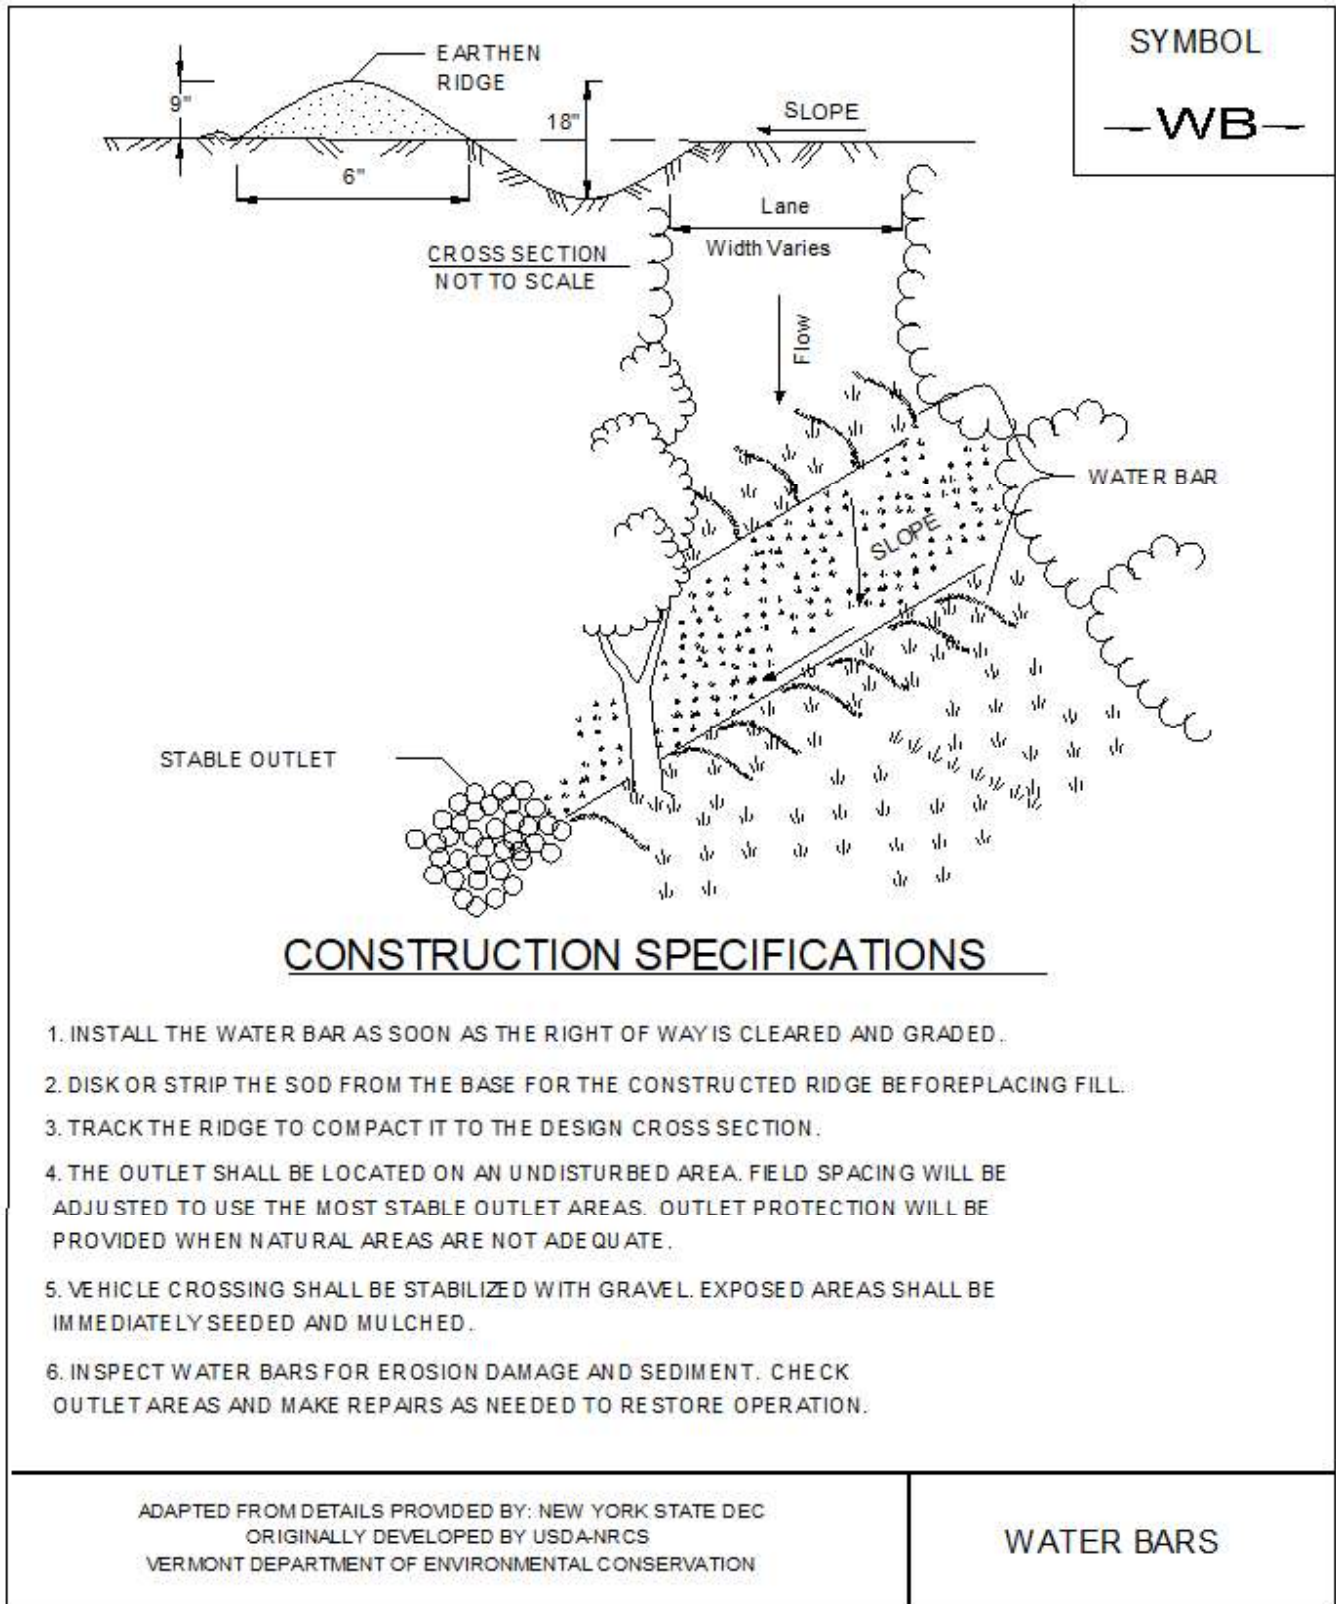 SYMBOL
WB
EARTHEN
RIDGE
9"
18"
SLOPE
6"
Lane
Width Varies
CROSS SECTION
NOT TO SCALE
Flow
WATER BAR
SLOPE
STABLE OUTLET
CONSTRUCTION SPECIFICATIONS
1. INSTALL THE WATER BAR AS SOON AS THE RIGHT OF WAY IS CLEARED AND GRADED.
2. DISK OR STRIP THE SOD FROM THE BASE FOR THE CONSTRUCTED RIDGE BEFORE PLACING FILL.
3. TRACK THE RIDGE TO COMPACT IT TO THE DESIGN CROSS SECTION.
4. THE OUTLET SHALL BE LOCATED ON AN UNDISTURBED AREA. FIELD SPACING WILL BE
ADJUSTED TO USE THE MOST STABLE OUTLET AREAS. OUTLET PROTECTION WILL BE
PROVIDED WHEN NATURAL AREAS ARE NOT ADEQUATE.
5. VEHICLE CROSSING SHALL BE STABILIZED WITH GRAVEL. EXPOSED AREAS SHALL BE
IMMEDIATELY SEEDED AND MULCHED.
6. INSPECT WATER BARS FOR EROSION DAMAGE AND SEDIMENT. CHECK
OUTLET AREAS AND MAKE REPAIRS AS NEEDED TO RESTORE OPERATION.
ADAPTED FROM DETAILS PROVIDED BY: NEW YORK STATE DEC
ORIGINALLY DEVELOPED BY USDA-NRCS
VERMONT DEPARTMENT OF ENVIRONMENTAL CONSERVATION
WATER BARS